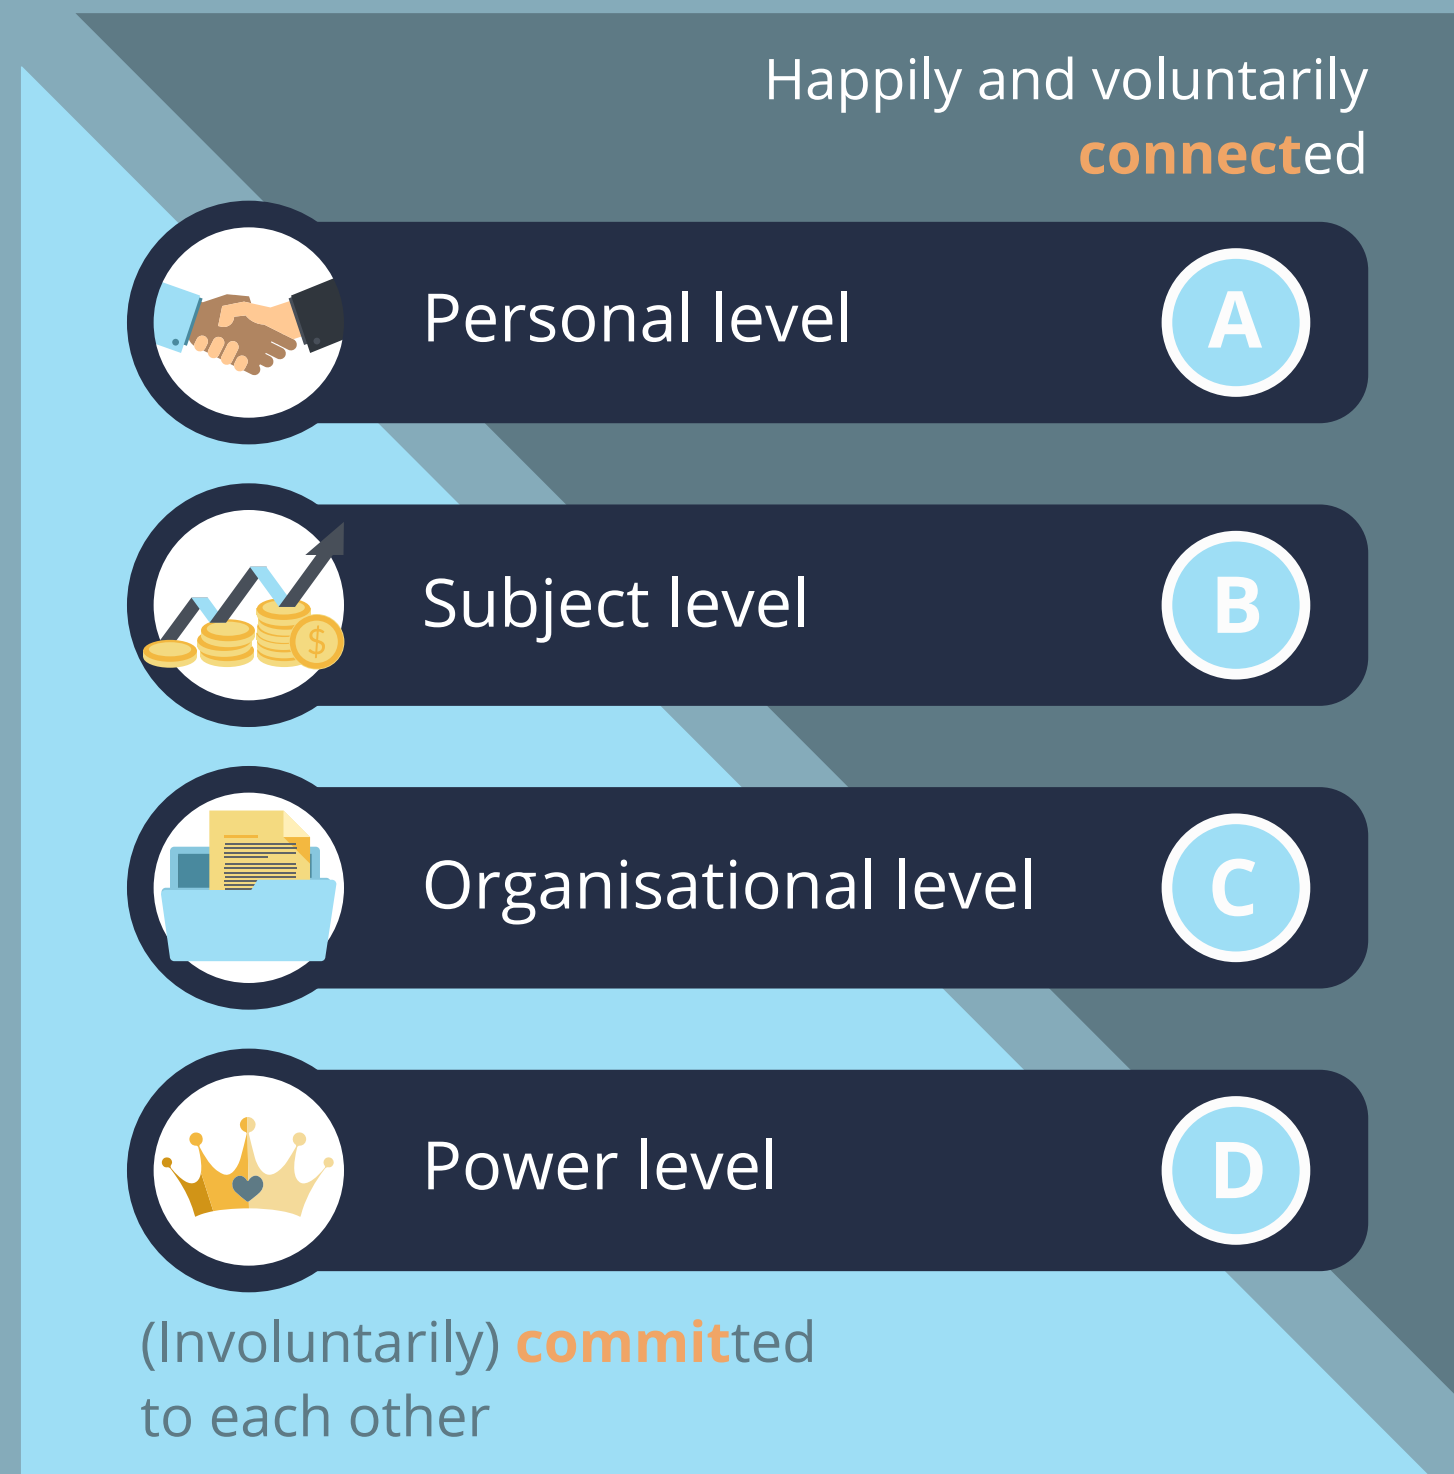 Happily and voluntarily
connected
Personal level
A
Subject level
B
$
Organisational level
C
Power level
D
(Involuntarily) committed
to each other